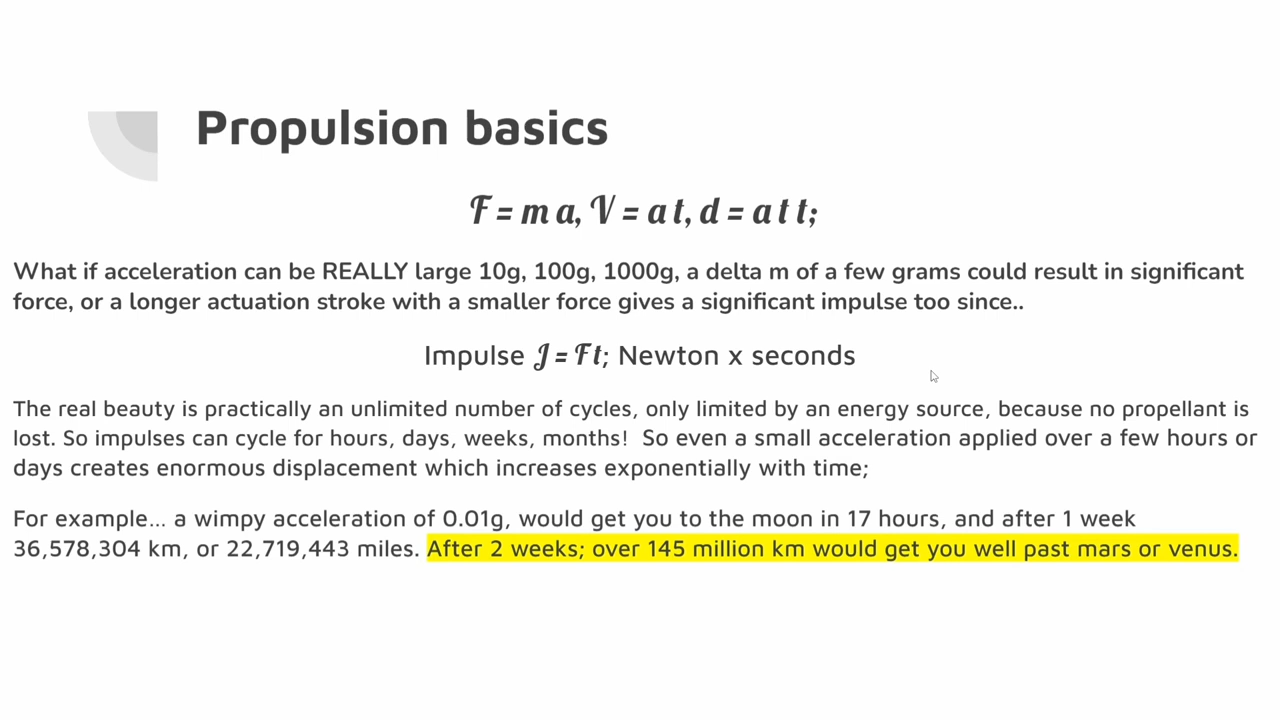 Propulsion basics
F = m a, V = a t, d = a t t;
What if acceleration can be REALLY large 10g, 100g, 1000g, a delta m of a few grams could result in significant
force, or a longer actuation stroke with a smaller force gives a significant impulse too since..
Impulse J = F t; Newton x seconds
The real beauty is practically an unlimited number of cycles, only limited by an energy source, because no propellant is
lost. So impulses can cycle for hours, days, weeks, months!  So even a small acceleration applied over a few hours or
days creates enormous displacement which increases exponentially with time;
For example... a wimpy acceleration of 0.01g, would get you to the moon in 17 hours, and after 1 week
36,578,304 km, or 22,719,443 miles. After 2 weeks; over 145 million km would get you well past mars or venus.